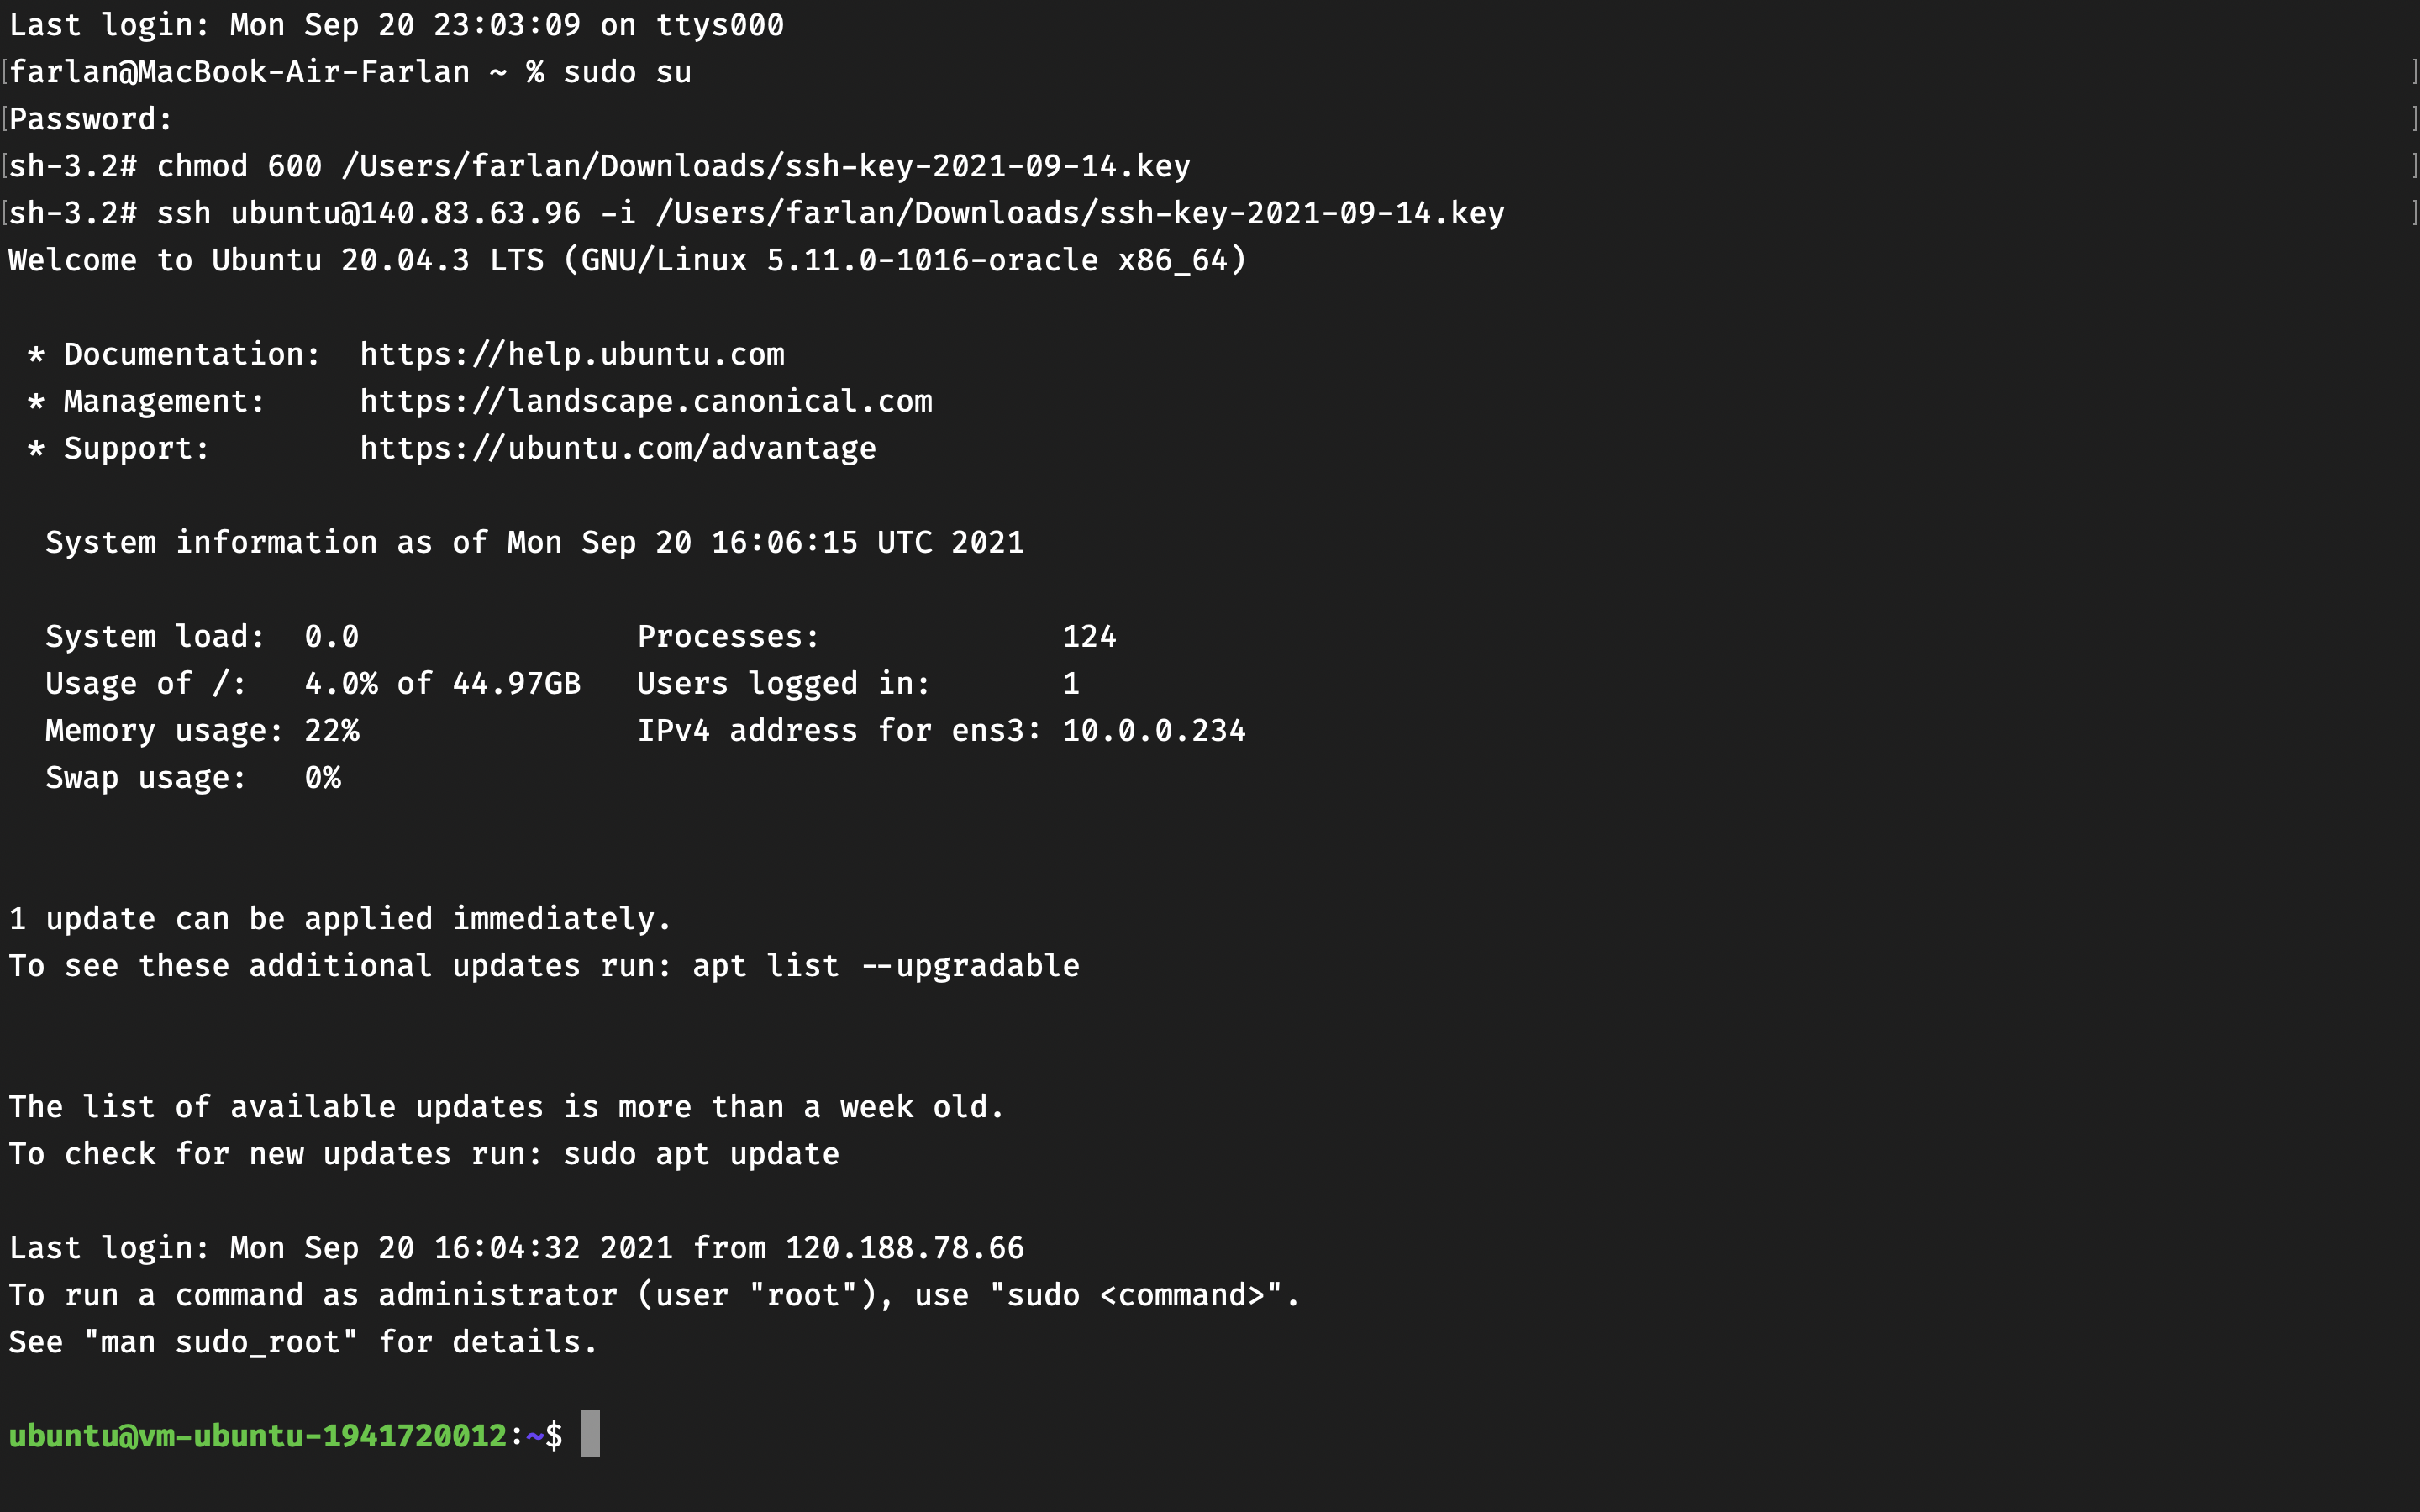 Last login: Mon Sep 20 23:03:09 on ttys000
[farlan@MacBook-Air-Farlan ~ % sudo su ]
[Password: ]
[sh-3.2# chmod 600 /Users/farlan/Downloads/ssh-key-2021-09-14.key ]
[sh-3.2# ssh ubuntu@140.83.63.96 -i /Users/farlan/Downloads/ssh-key-2021-09-14.key ]
Welcome to Ubuntu 20.04.3 LTS (GNU/Linux 5.11.0-1016-oracle x86_64)
* Documentation:  https://help.ubuntu.com
* Management:     https://landscape.canonical.com
* Support:        https://ubuntu.com/advantage
System information as of Mon Sep 20 16:06:15 UTC 2021
System load:  0.0               Processes:             124
Usage of /:   4.0% of 44.97GB   Users logged in:       1
Memory usage: 22%               IPv4 address for ens3: 10.0.0.234
Swap usage:   0%
1 update can be applied immediately.
To see these additional updates run: apt list --upgradable
The list of available updates is more than a week old.
To check for new updates run: sudo apt update
Last login: Mon Sep 20 16:04:32 2021 from 120.188.78.66
To run a command as administrator (user "root"), use "sudo <command>".
See "man sudo_root" for details.
ubuntu@vm-ubuntu-1941720012:~$